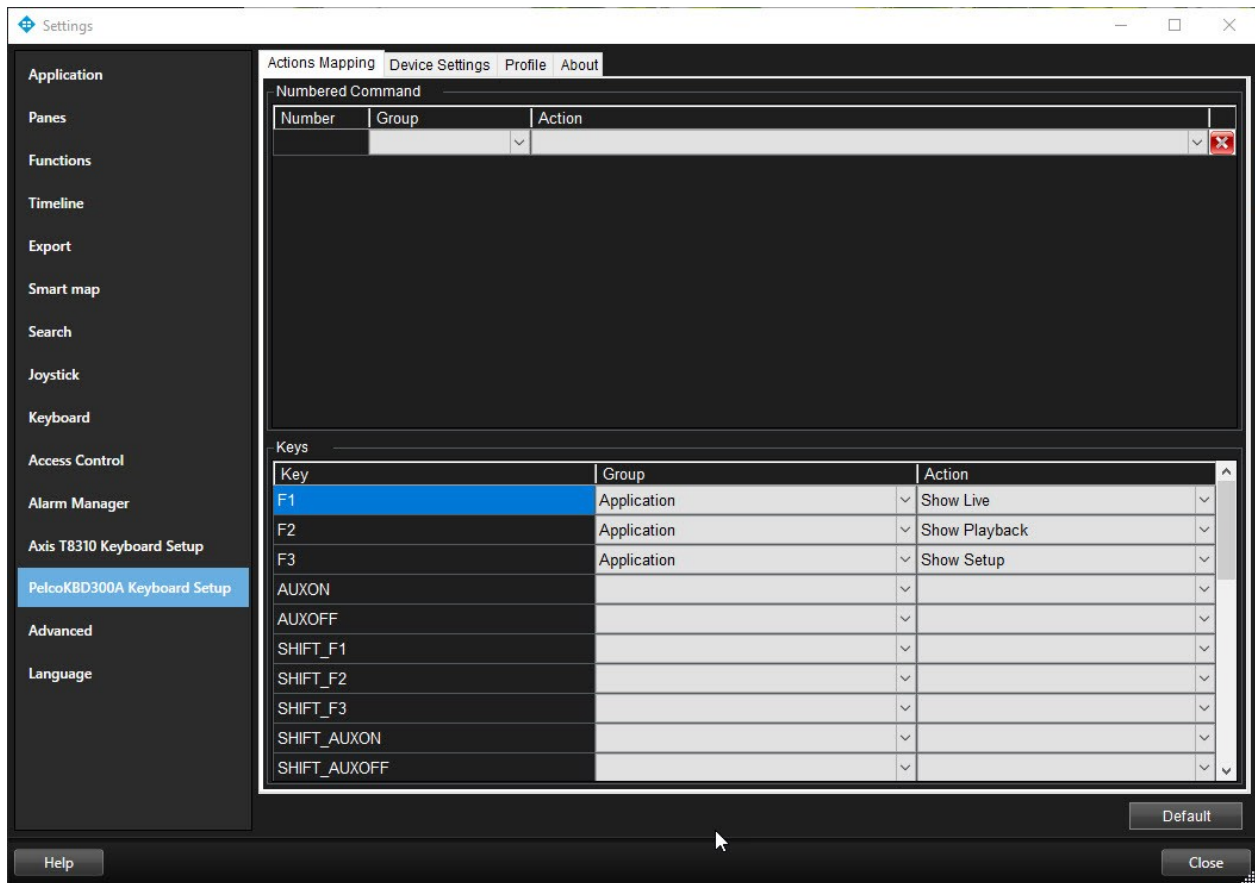 Settings
Application
Panes
Functions
Timeline
Export
Smart map
Search
Joystick
Keyboard
Access Control
Alarm Manager
Axis T8310 Keyboard Setup
PelcoKBD300A Keyboard Setup
Advanced
Language
Actions Mapping Device Settings Profile About
Numbered Command
Number Group Action
Keys
Key Group Action
F1 Application Show Live
F2 Application Show Playback
F3 Application Show Setup
AUXON
AUXOFF
SHIFT_F1
SHIFT_F2
SHIFT_F3
SHIFT_AUXON
SHIFT_AUXOFF
Default
Help Close